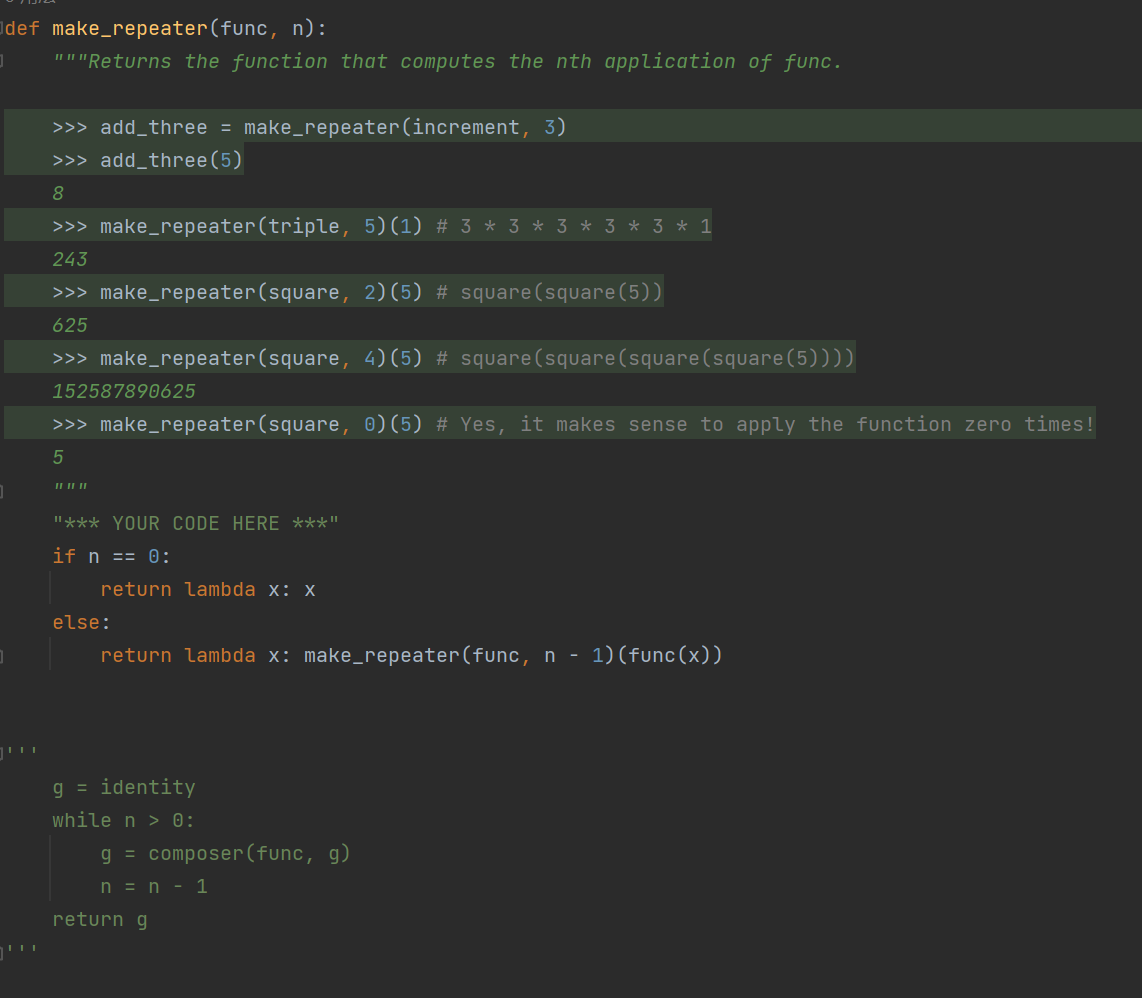 def make_repeater(func, n):
    """Returns the function that computes the nth application of func.

    >>> add_three = make_repeater(increment, 3)
    >>> add_three(5)
    8
    >>> make_repeater(triple, 5)(1) # 3 * 3 * 3 * 3 * 3 * 1
    243
    >>> make_repeater(square, 2)(5) # square(square(5))
    625
    >>> make_repeater(square, 4)(5) # square(square(square(square(5))))
    152587890625
    >>> make_repeater(square, 0)(5) # Yes, it makes sense to apply the function zero times!
    5
    """
    "*** YOUR CODE HERE ***"
    if n == 0:
        return lambda x: x
    else:
        return lambda x: make_repeater(func, n - 1)(func(x))

'''
    g = identity
    while n > 0:
        g = composer(func, g)
        n = n - 1
    return g
'''